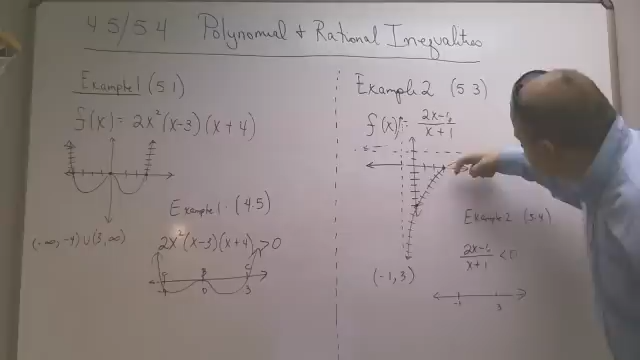 4.5/5.4 Polynomial & Rational Inequalities
Example 1 (5.1)
f(x) = 2x²(x-3)(x+4)
Example 1 (4.5)
(-∞, -4) ∪ (3, ∞)
2x²(x-3)(x+4) > 0
0
3
Example 2 (5.3)
f(x) = 2x-6 / x+1
Example 2 (5.4)
2x-6 / x+1 < 0
(-1, 3)
-1 3